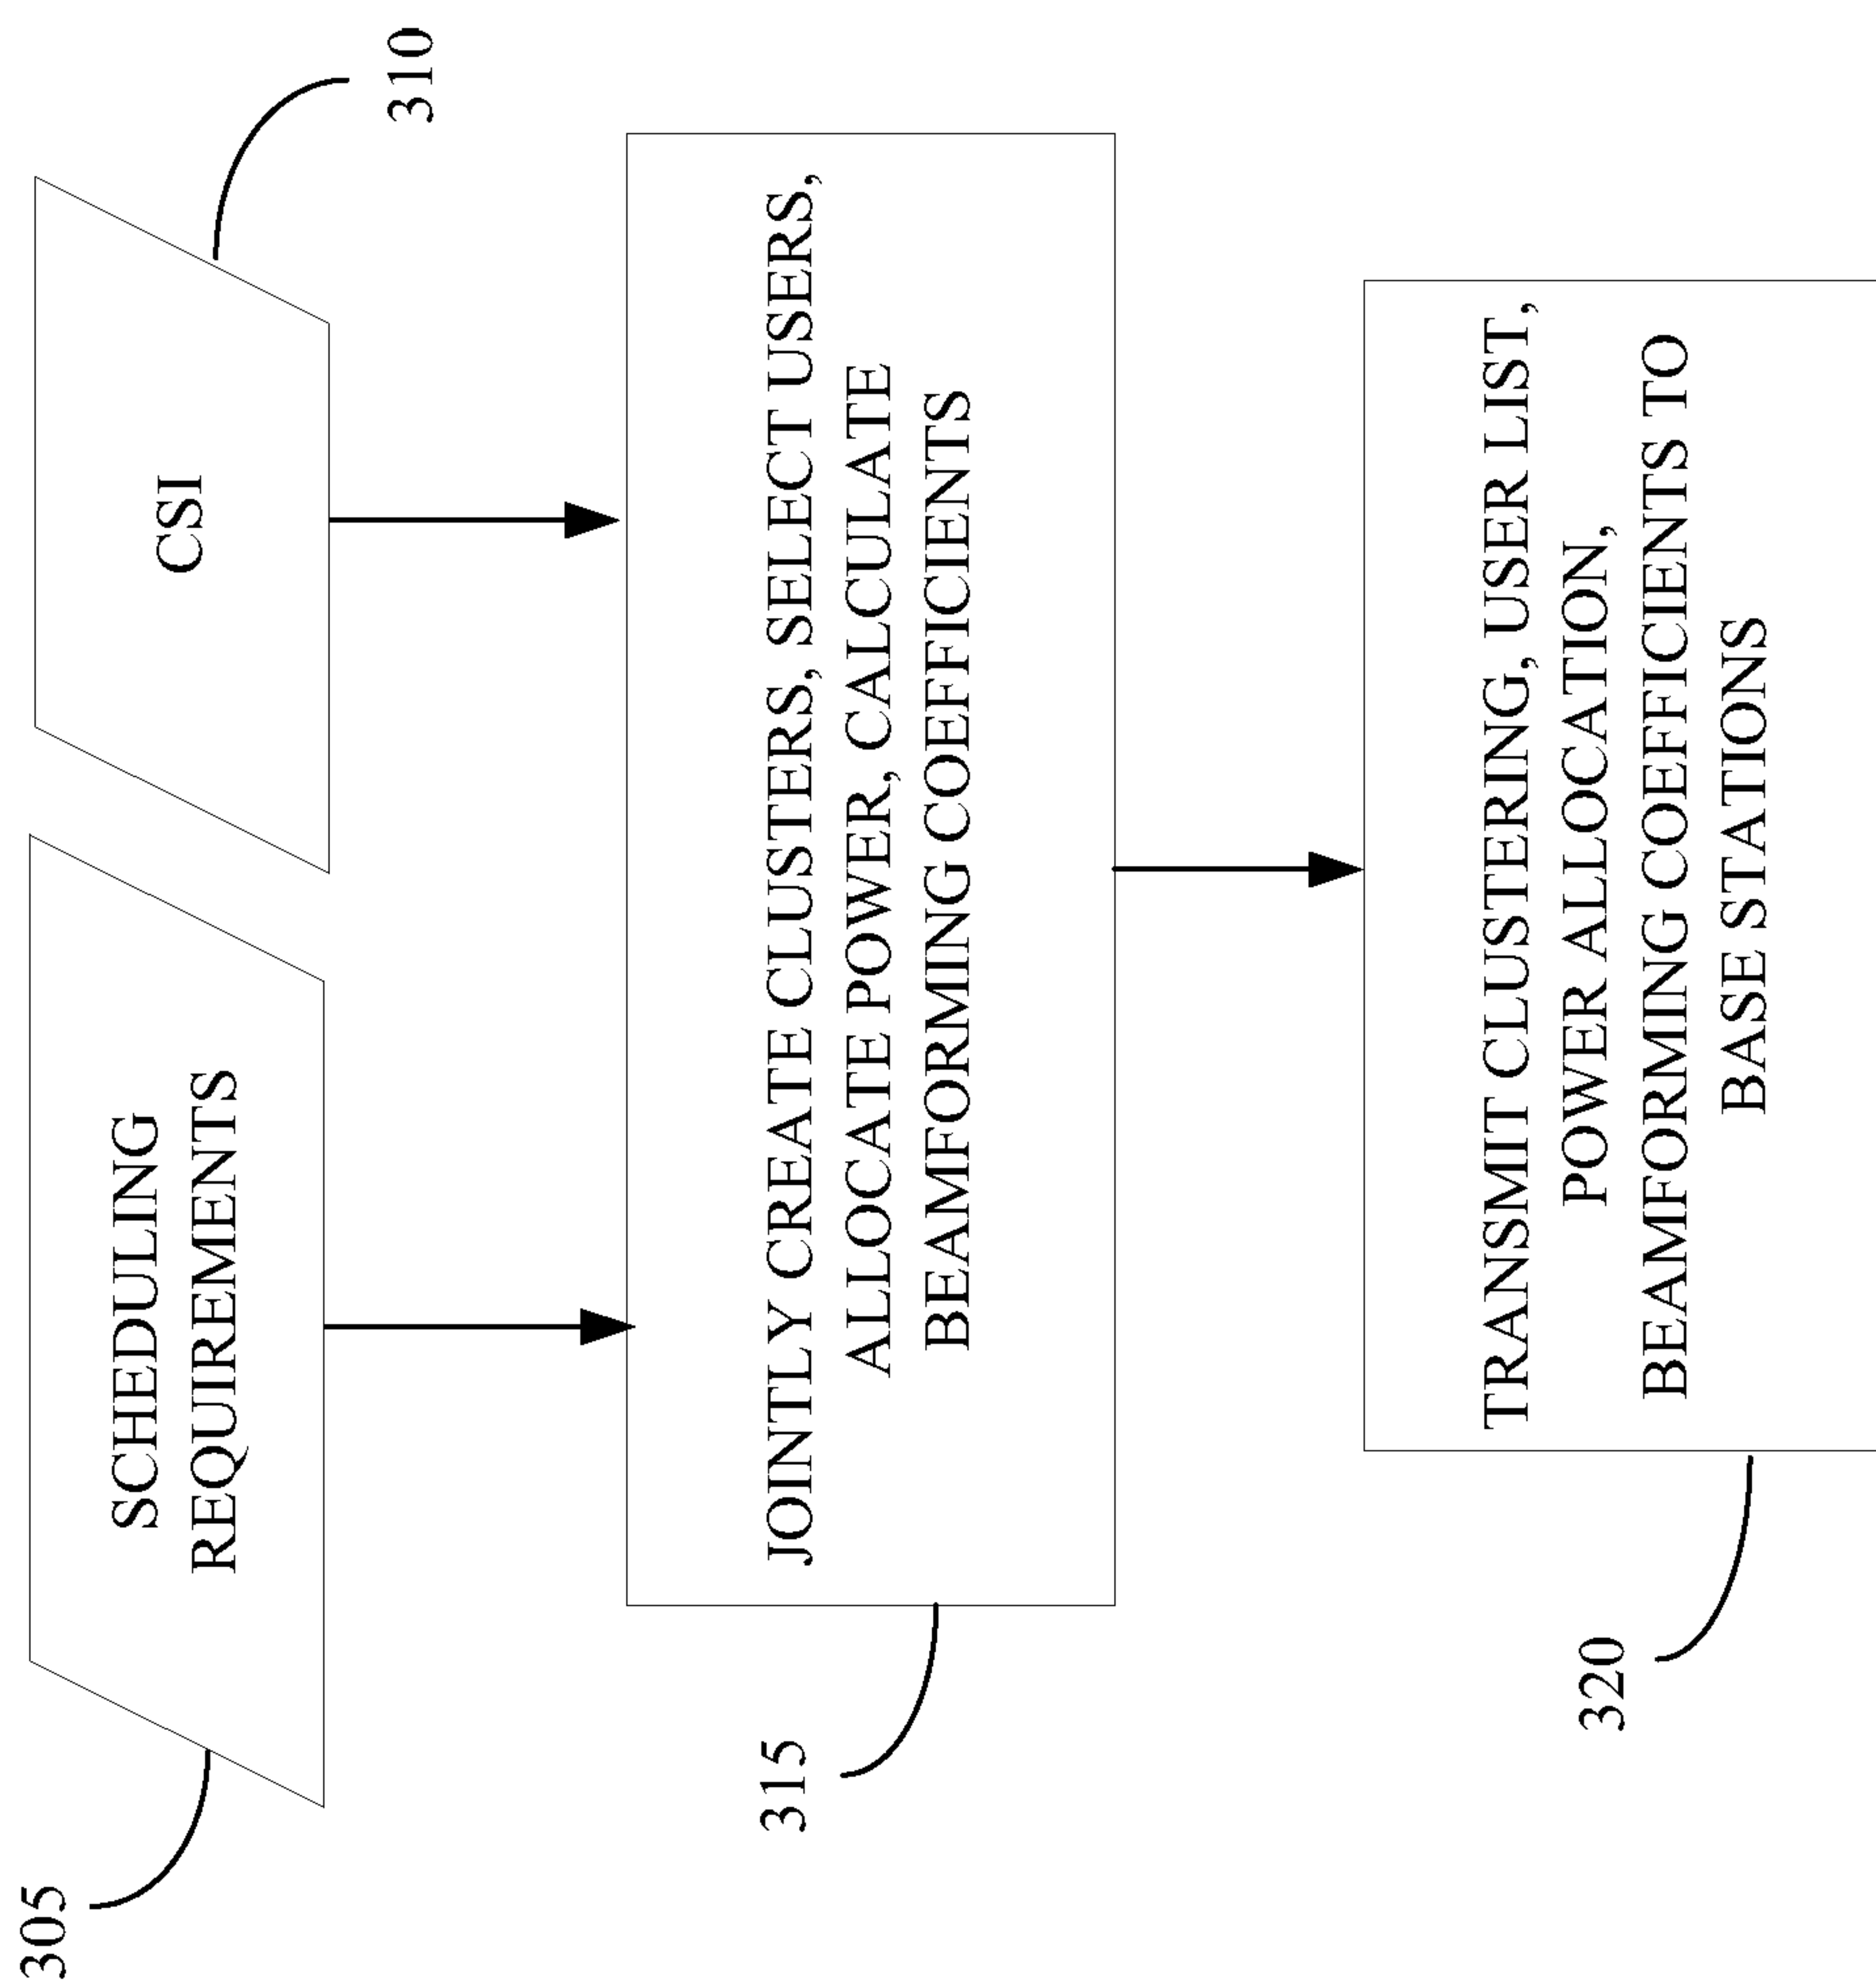 305
SCHEDULING
REQUIREMENTS
CSI
310
315
JOINTLY CREATE CLUSTERS, SELECT USERS,
ALLOCATE POWER, CALCULATE
BEAMFORMING COEFFICIENTS
320
TRANSMIT CLUSTERING, USER LIST,
POWER ALLOCATION,
BEAMFORMING COEFFICIENTS TO
BASE STATIONS